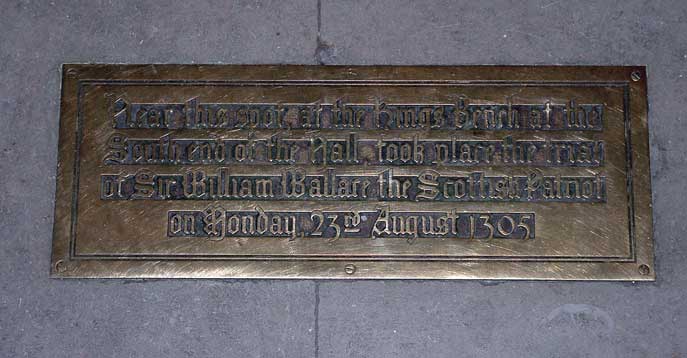 Near this spot, at the Kings Bench at the
South end of the Hall, took place the trial
of Sir William Wallace the Scottish Patriot
on Monday 23rd August 1305